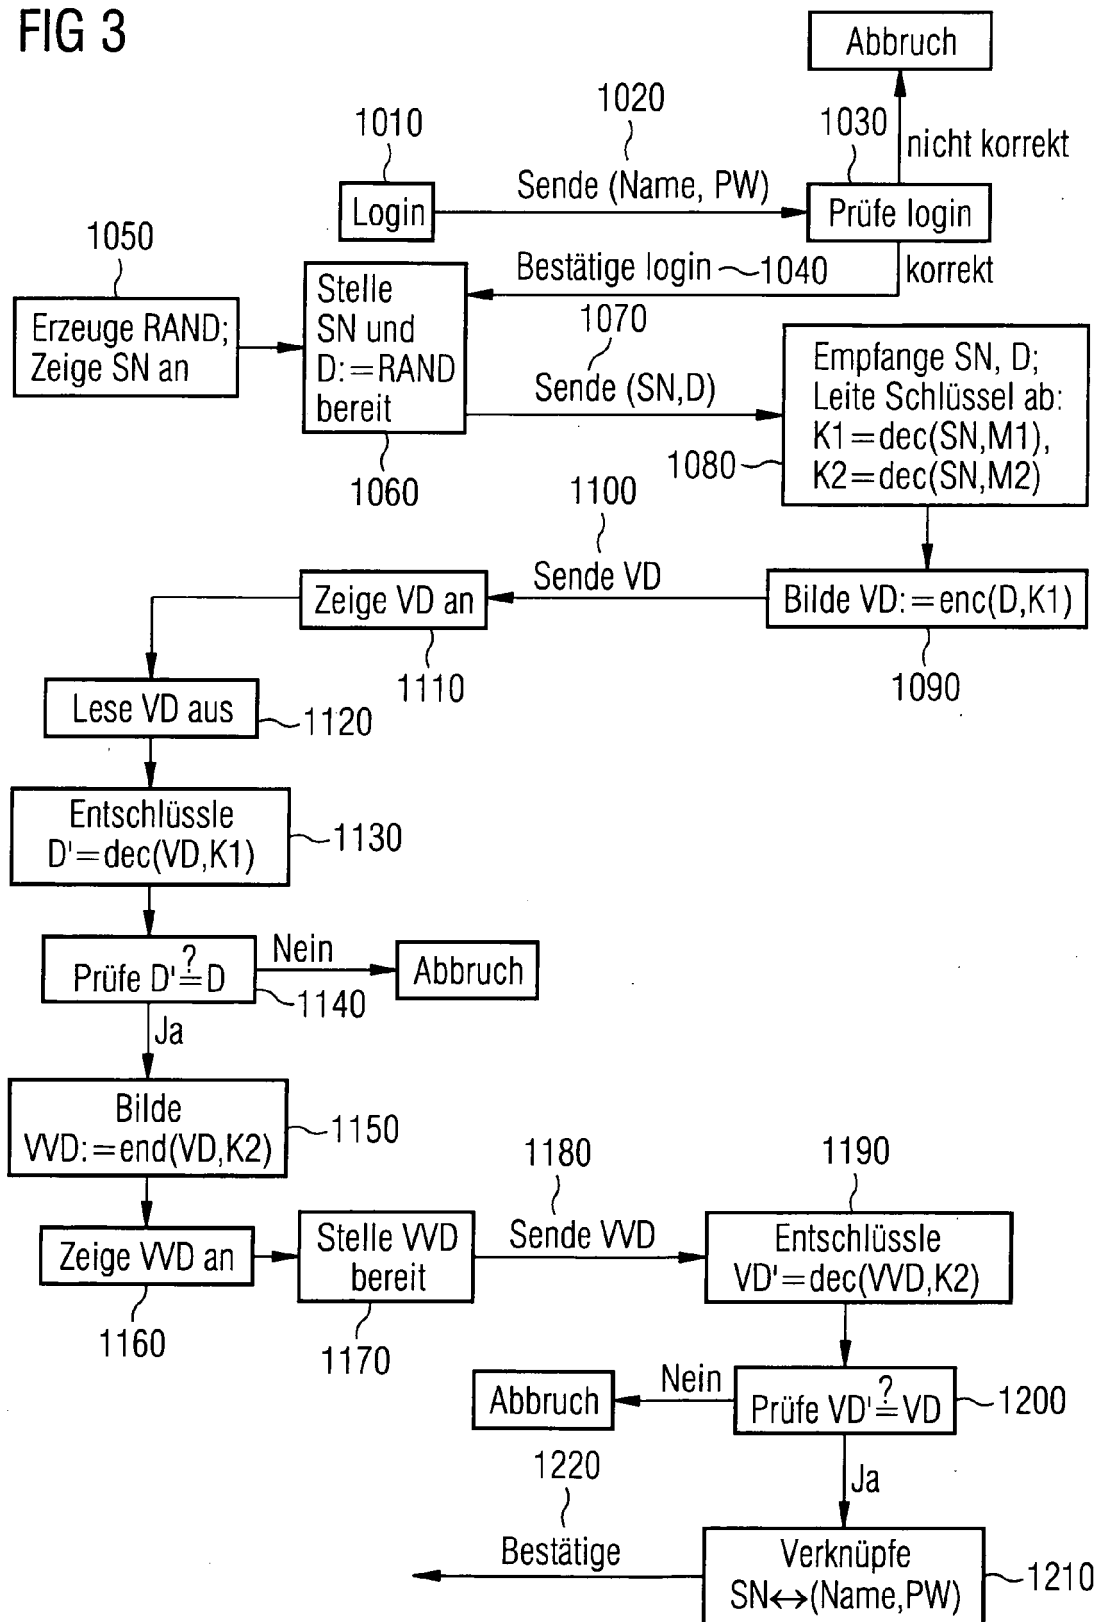 FIG 3
Abbruch
1020
1010
1030
nicht korrekt
Sende (Name, PW)
Login
Prüfe login
1050
Bestätige login
1040
korrekt
Erzeuge RAND;
Zeige SN an
Stelle
SN und
D:=RAND
bereit
1070
Sende (SN,D)
Empfange SN, D;
Leite Schlüssel ab:
K1=dec(SN,M1),
K2=dec(SN,M2)
1080
1060
1100
Sende VD
Zeige VD an
Bilde VD:=enc(D,K1)
1110
1090
Lese VD aus
1120
Entschlüssle
D'=dec(VD,K1)
1130
Prüfe D' ≟ D
Nein
Abbruch
1140
Ja
Bilde
VVD:=end(VD,K2)
1150
1180
1190
Zeige VVD an
Stelle VVD
bereit
Sende VVD
Entschlüssle
VD'=dec(VVD,K2)
1160
1170
Abbruch
Nein
Prüfe VD' ≟ VD
1200
1220
Ja
Bestätige
Verknüpfe
SN↔(Name,PW)
1210